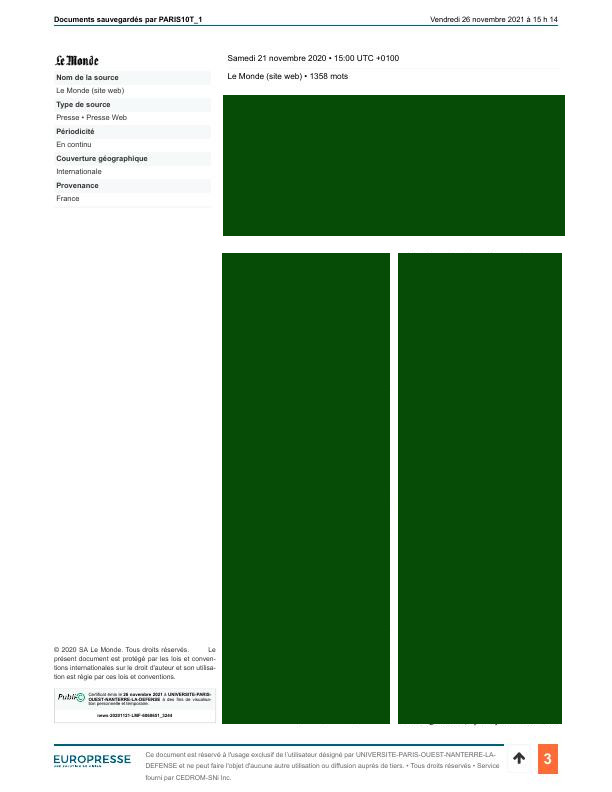 Documents sauvegardés par PARIS10T_1
Vendredi 26 novembre 2021 à 15 h 14
Le Monde
Nom de la source
Le Monde (site web)
Type de source
Presse • Presse Web
Périodicité
En continu
Couverture géographique
Internationale
Provenance
France
Samedi 21 novembre 2020 • 15:00 UTC +0100
Le Monde (site web) • 1358 mots
© 2020 SA Le Monde. Tous droits réservés. Le
présent document est protégé par les lois et conven-
tions internationales sur le droit d'auteur et son utilisa-
tion est régie par ces lois et conventions.
Public ©
Certificat émis le 26 novembre 2021 à UNIVERSITE-PARIS-
OUEST-NANTERRE-LA-DEFENSE à des fins de visualisa-
tion personnelle et temporaire.
EUROPRESSE
Ce document est réservé à l'usage exclusif de l'utilisateur désigné par UNIVERSITE-PARIS-OUEST-NANTERRE-LA-
DEFENSE et ne peut faire l'objet d'aucune autre utilisation ou diffusion auprès de tiers. • Tous droits réservés • Service
fourni par CEDROM-SNi Inc.
3